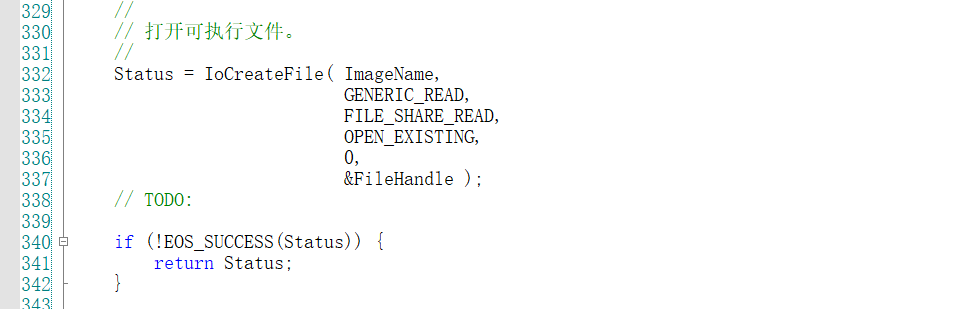 329 //
330 // 打开可执行文件。
331 //
332 Status = IoCreateFile( ImageName,
333 GENERIC_READ,
334 FILE_SHARE_READ,
335 OPEN_EXISTING,
336 0,
337 &FileHandle );
338 // TODO:
339
340 if (!EOS_SUCCESS(Status)) {
341 return Status;
342 }
343